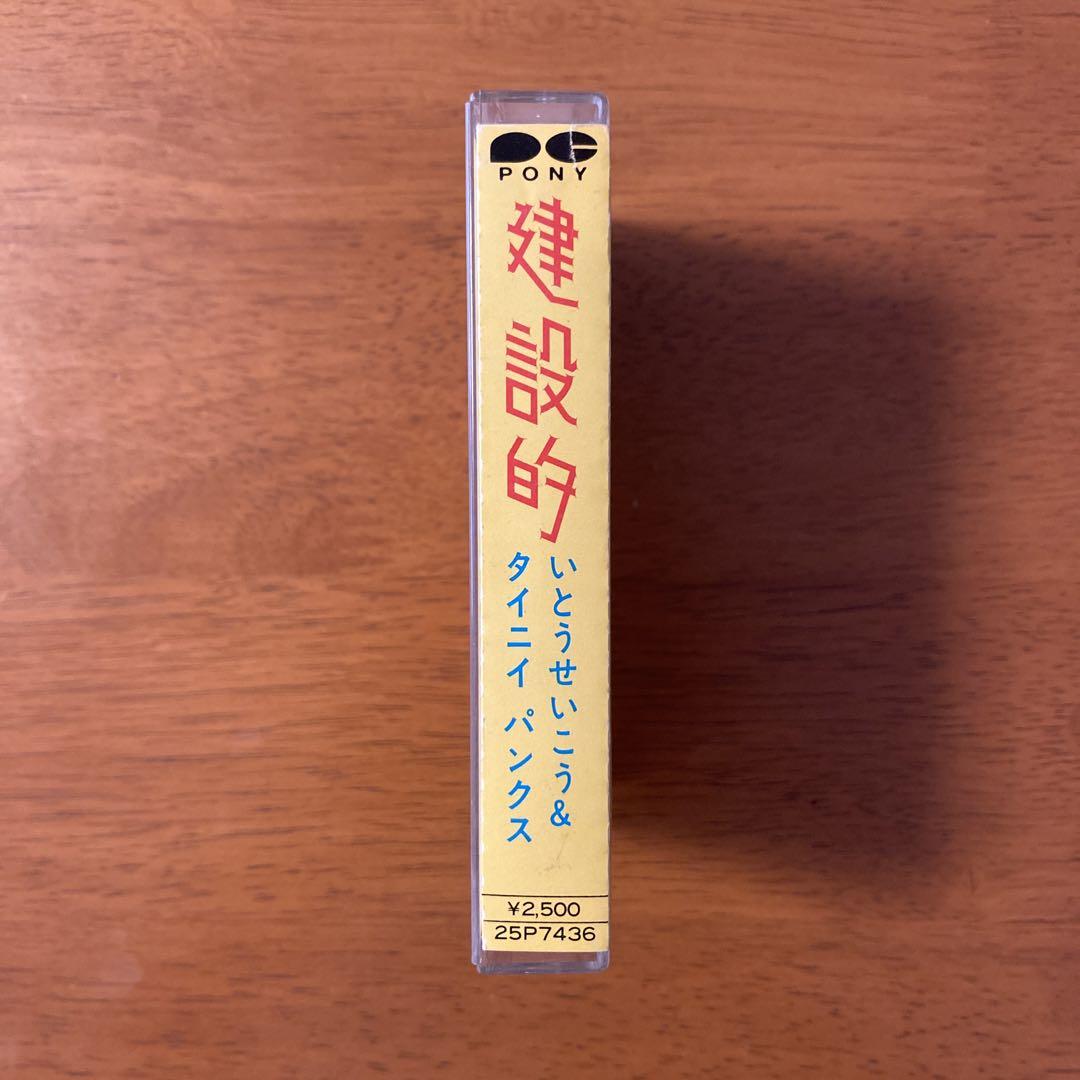 PONY
建設的
いとうせいこう&
タイニイ パンクス
¥2,500
25P7436